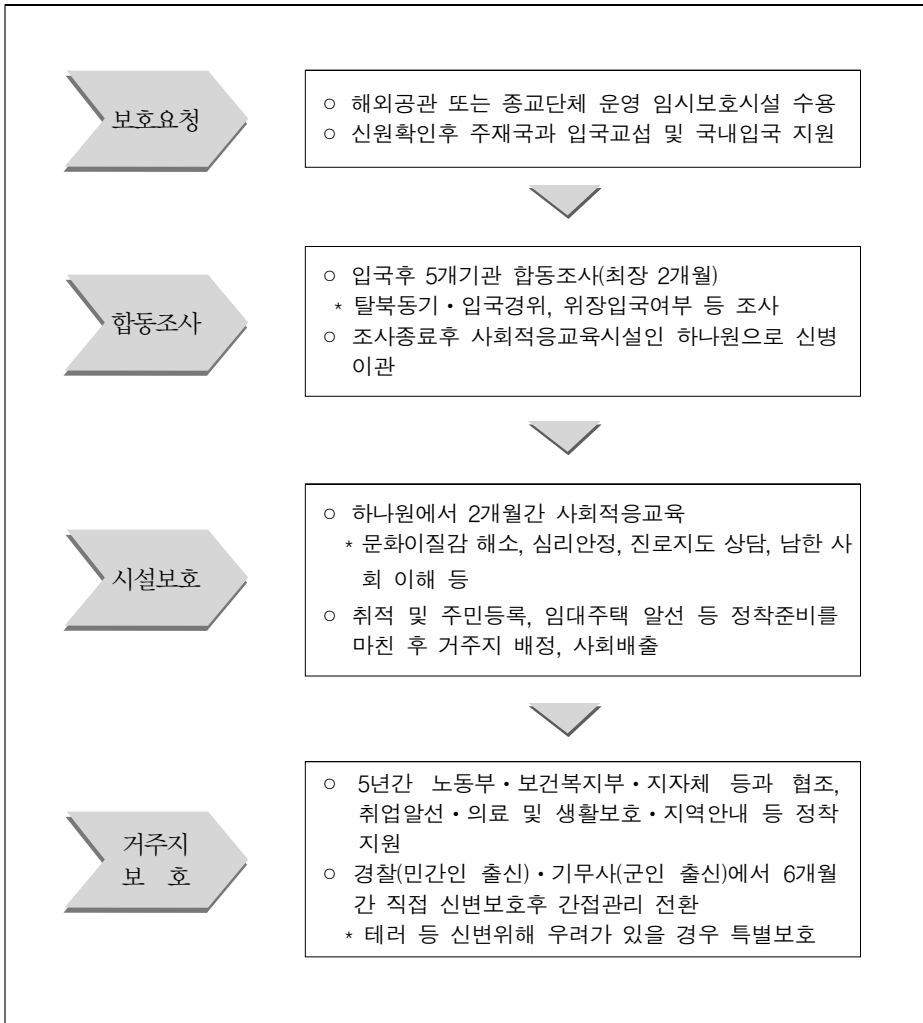 보호요청
○ 해외공관 또는 종교단체 운영 임시보호시설 수용
○ 신원확인후 주재국과 입국교섭 및 국내입국 지원
합동조사
○ 입국후 5개기관 합동조사(최장 2개월)
* 탈북동기・입국경위, 위장입국여부 등 조사
○ 조사종료후 사회적응교육시설인 하나원으로 신병
이관
시설보호
○ 하나원에서 2개월간 사회적응교육
* 문화이질감 해소, 심리안정, 진로지도 상담, 남한 사
회 이해 등
○ 취적 및 주민등록, 임대주택 알선 등 정착준비를
마친 후 거주지 배정, 사회배출
거주지
보 호
○ 5년간 노동부・보건복지부・지자체 등과 협조,
취업알선・의료 및 생활보호・지역안내 등 정착
지원
○ 경찰(민간인 출신)・기무사(군인 출신)에서 6개월
간 직접 신변보호후 간접관리 전환
* 테러 등 신변위해 우려가 있을 경우 특별보호